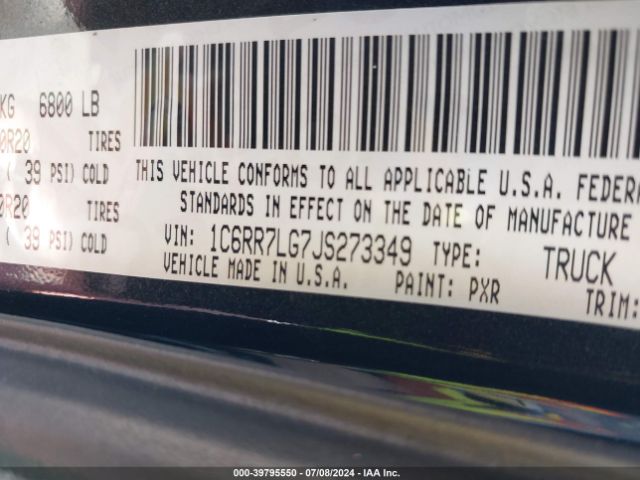 KG 6800 LB
0R20 TIRES
( 39 PSI) COLD
0R20 TIRES
( 39 PSI) COLD
THIS VEHICLE CONFORMS TO ALL APPLICABLE U.S.A. FEDERA
STANDARDS IN EFFECT ON THE DATE OF MANUFACTURE
VIN: 1C6RR7LG7JS273349 TYPE: TRUCK
VEHICLE MADE IN U.S.A. PAINT: PXR TRIM:
000-39795550 - 07/08/2024 - IAA Inc.